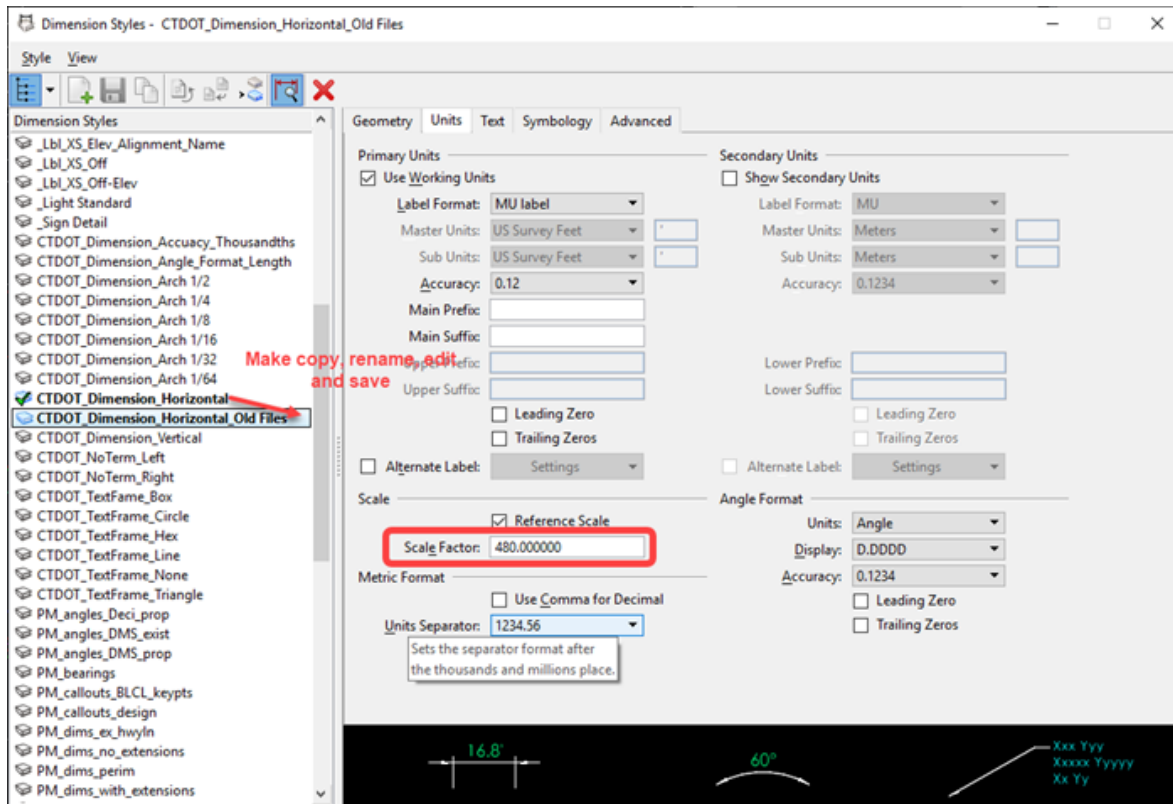 Dimension Styles - CTDOT_Dimension_Horizontal_Old Files
Style View
Dimension Styles
_Lbl_XS_Elev_Alignment_Name
_Lbl_XS_Off
_Lbl_XS_Off-Elev
_Light Standard
_Sign Detail
CTDOT_Dimension_Accuacy_Thousandths
CTDOT_Dimension_Angle_Format_Length
CTDOT_Dimension_Arch 1/2
CTDOT_Dimension_Arch 1/4
CTDOT_Dimension_Arch 1/8
CTDOT_Dimension_Arch 1/16
CTDOT_Dimension_Arch 1/32
CTDOT_Dimension_Arch 1/64
CTDOT_Dimension_Horizontal
CTDOT_Dimension_Horizontal_Old Files
CTDOT_Dimension_Vertical
CTDOT_NoTerm_Left
CTDOT_NoTerm_Right
CTDOT_TextFame_Box
CTDOT_TextFrame_Circle
CTDOT_TextFrame_Hex
CTDOT_TextFrame_Line
CTDOT_TextFrame_None
CTDOT_TextFrame_Triangle
PM_angles_Deci_prop
PM_angles_DMS_exist
PM_angles_DMS_prop
PM_bearings
PM_callouts_BLCL_keypts
PM_callouts_design
PM_dims_ex_hwyln
PM_dims_no_extensions
PM_dims_perim
PM_dims_with_extensions
Make copy, rename, edit
and save
Geometry Units Text Symbology Advanced
Primary Units
Use Working Units
Label Format: MU label
Master Units: US Survey Feet '
Sub Units: US Survey Feet '
Accuracy: 0.12
Main Prefix:
Main Suffix:
Upper Prefix:
Upper Suffix:
Leading Zero
Trailing Zeros
Alternate Label: Settings
Scale
Reference Scale
Scale Factor: 480.000000
Metric Format
Use Comma for Decimal
Units Separator: 1234.56
Sets the separator format after
the thousands and millions place.
Secondary Units
Show Secondary Units
Label Format: MU
Master Units: Meters
Sub Units: Meters
Accuracy: 0.1234
Lower Prefix:
Lower Suffix:
Leading Zero
Trailing Zeros
Alternate Label: Settings
Angle Format
Units: Angle
Display: D.DDDD
Accuracy: 0.1234
Leading Zero
Trailing Zeros
16.8'
60°
Xxx Yyy
Xxxxx Yyyyy
Xx Yy